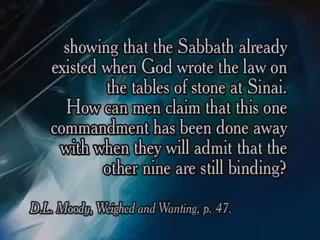 showing that the Sabbath already
existed when God wrote the law on
the tables of stone at Sinai.
How can men claim that this one
commandment has been done away
with when they will admit that the
other nine are still binding?
D.L. Moody, Weighed and Wanting, p. 47.